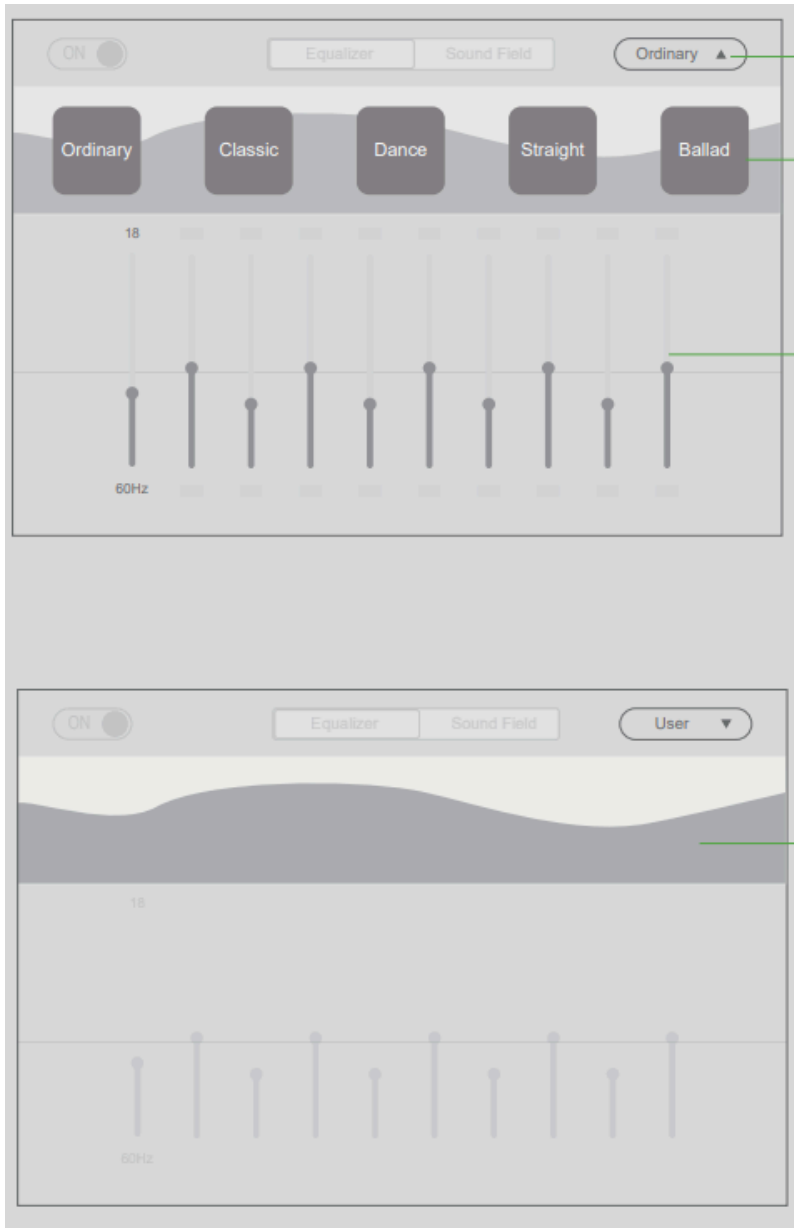 ON Equalizer Sound Field Ordinary ▲
Ordinary Classic Dance Straight Ballad
18
60Hz
ON Equalizer Sound Field User ▼
18
60Hz